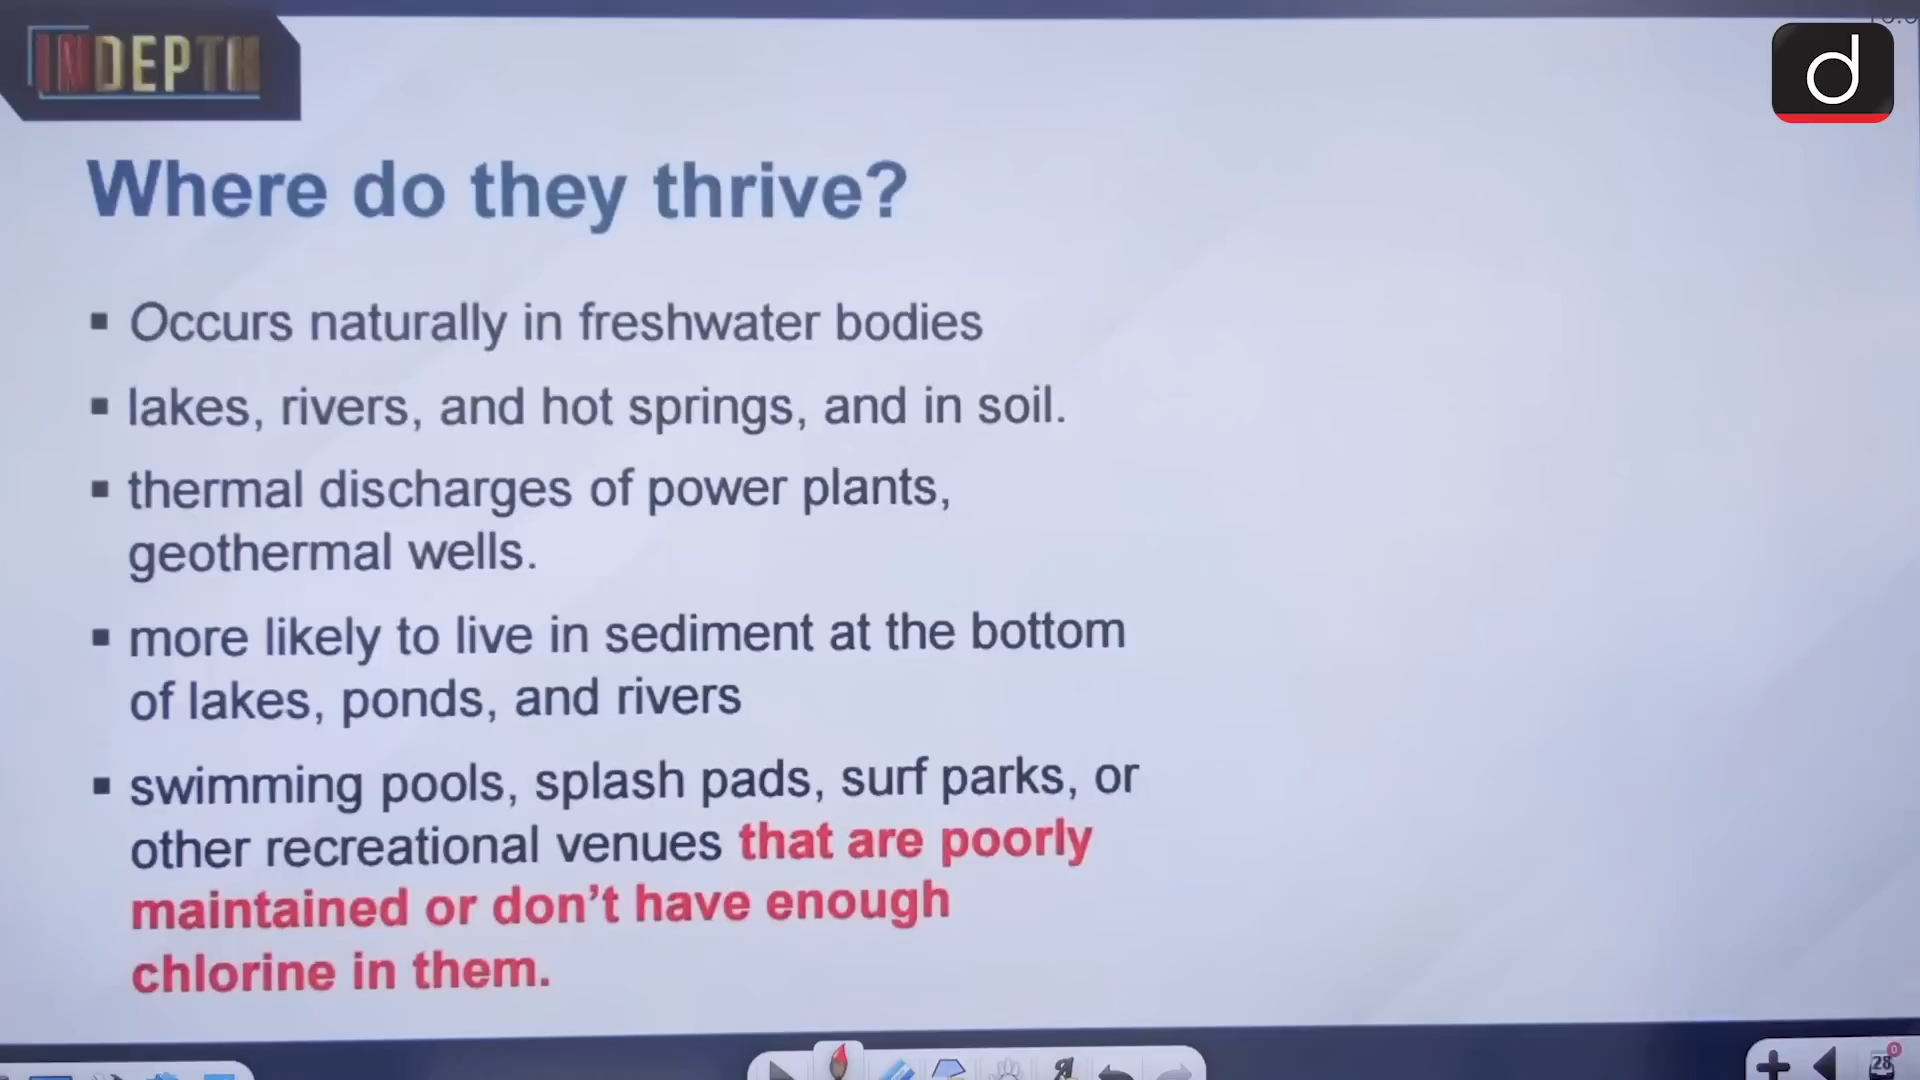 INDEPTH
d
Where do they thrive?
▪ Occurs naturally in freshwater bodies
▪ lakes, rivers, and hot springs, and in soil.
▪ thermal discharges of power plants,
geothermal wells.
▪ more likely to live in sediment at the bottom
of lakes, ponds, and rivers
▪ swimming pools, splash pads, surf parks, or
other recreational venues that are poorly
maintained or don’t have enough
chlorine in them.
28
0